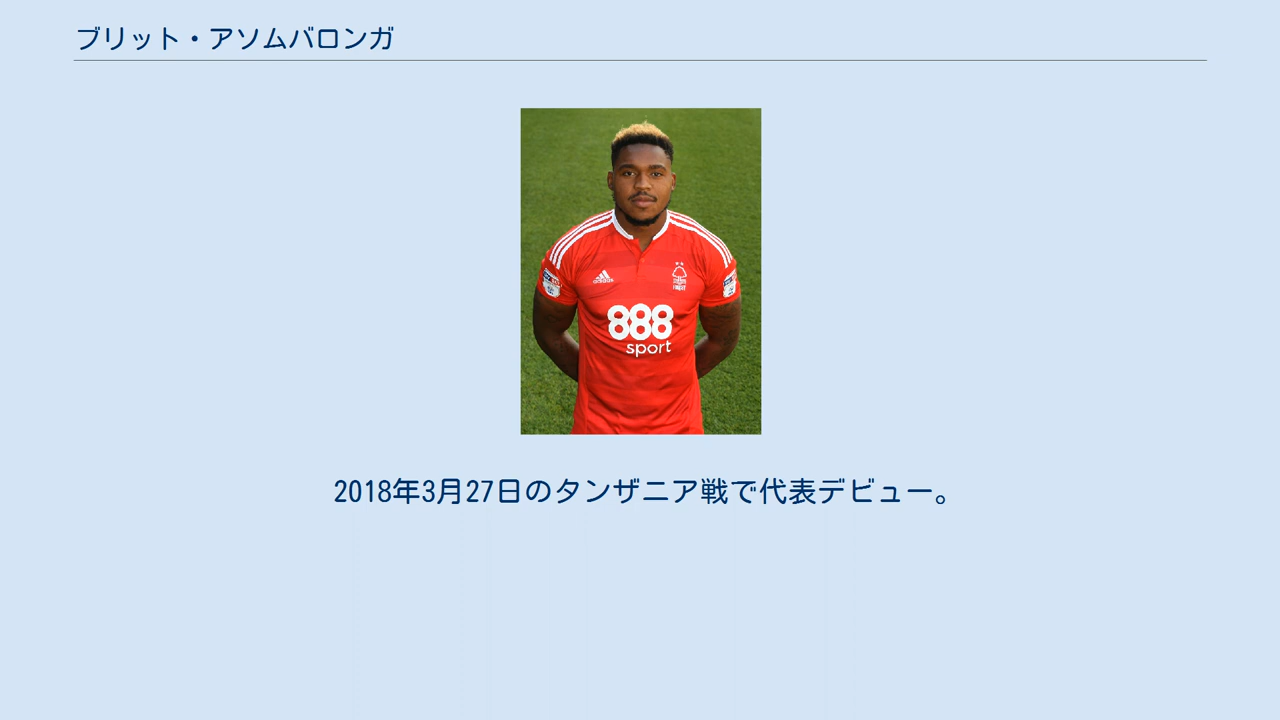 ブリット・アソムバロンガ
adidas
888
sport
2018年3月27日のタンザニア戦で代表デビュー。